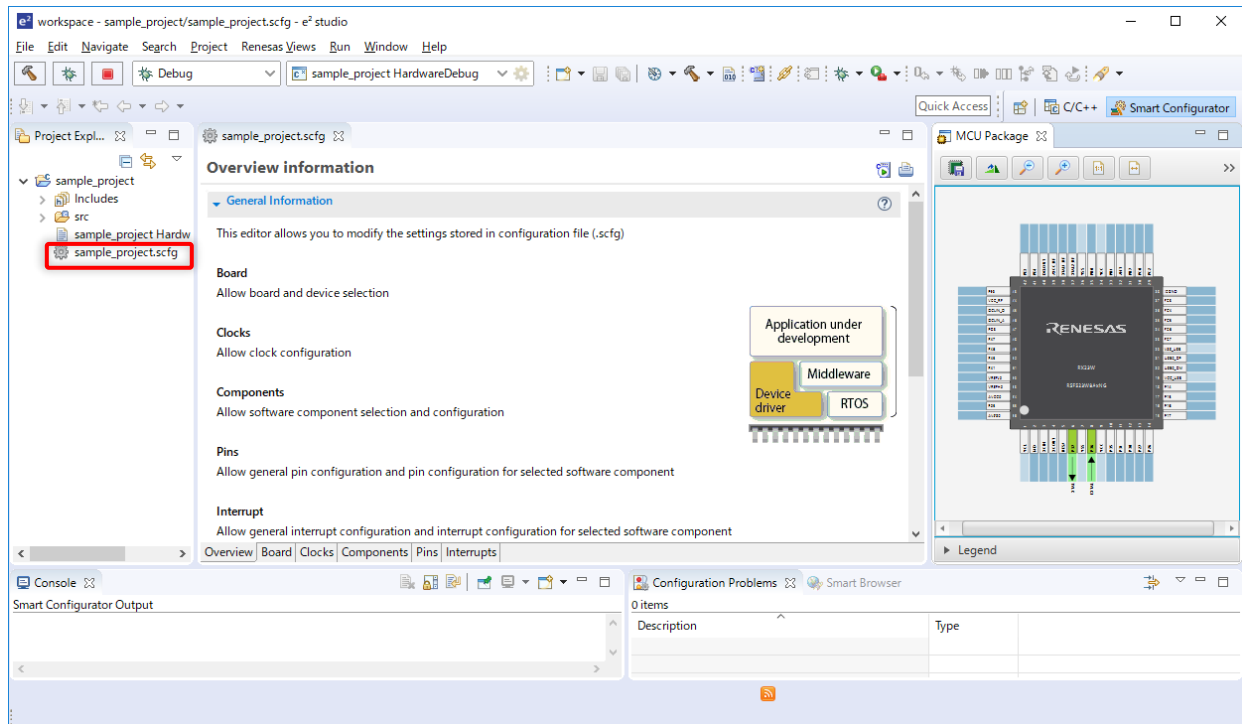 workspace - sample_project/sample_project.scfg - e² studio
File Edit Navigate Search Project Renesas Views Run Window Help
Debug
sample_project HardwareDebug
Quick Access
C/C++
Smart Configurator
Project Expl...
sample_project
Includes
src
sample_project Hardw
sample_project.scfg
sample_project.scfg
Overview information
General Information
This editor allows you to modify the settings stored in configuration file (.scfg)
Board
Allow board and device selection
Clocks
Allow clock configuration
Components
Allow software component selection and configuration
Pins
Allow general pin configuration and pin configuration for selected software component
Interrupt
Allow general interrupt configuration and interrupt configuration for selected software component
Application under
development
Middleware
Device
driver
RTOS
Overview Board Clocks Components Pins Interrupts
MCU Package
RENESAS
RX23W
Legend
Console
Smart Configurator Output
Configuration Problems
Smart Browser
0 items
Description
Type